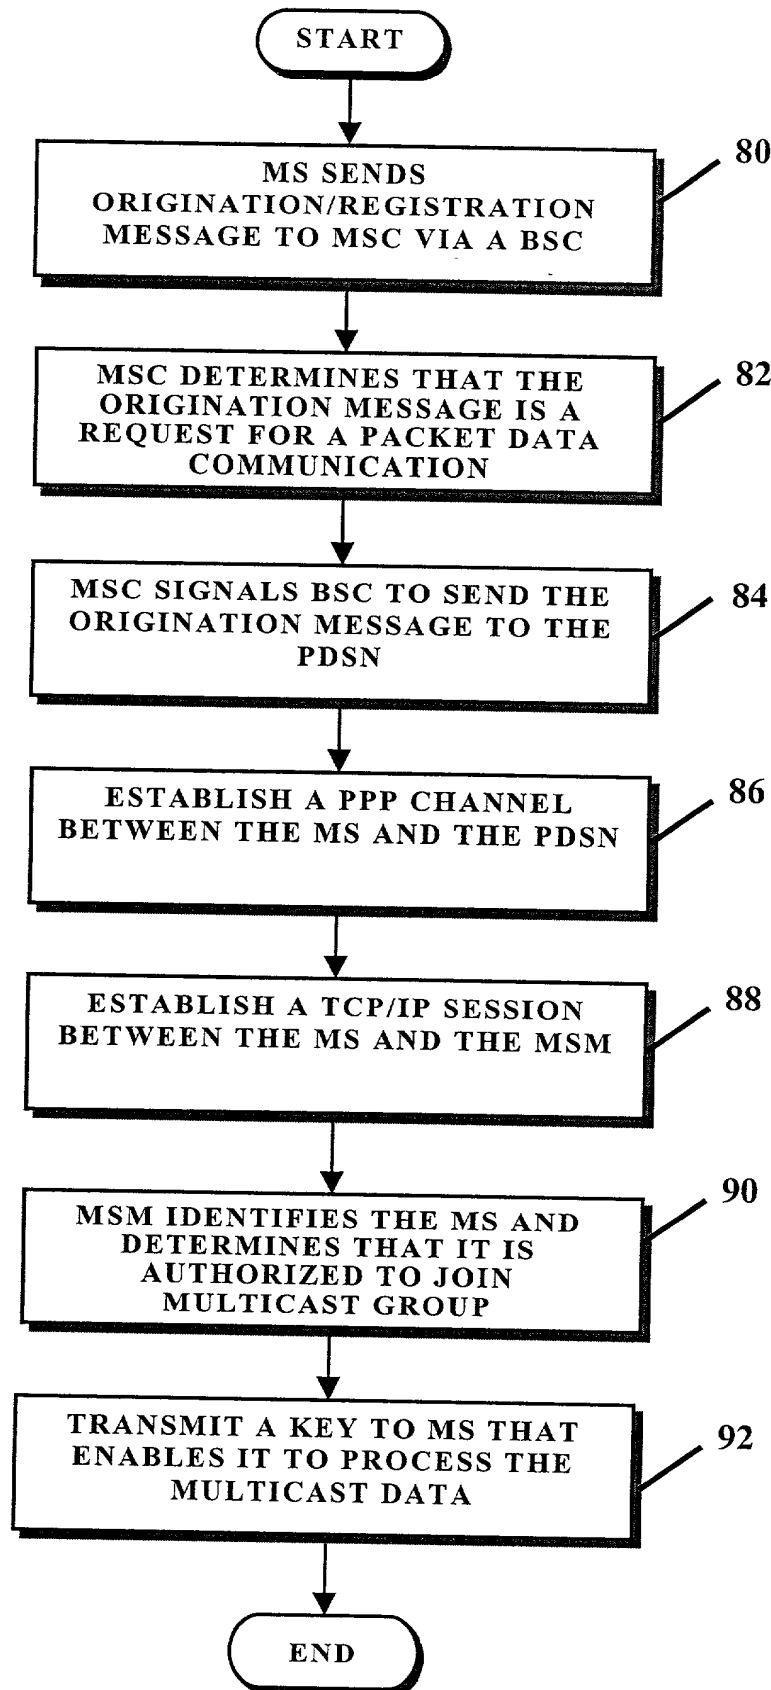 START
80
MS SENDS
ORIGINATION/REGISTRATION
MESSAGE TO MSC VIA A BSC
82
MSC DETERMINES THAT THE
ORIGINATION MESSAGE IS A
REQUEST FOR A PACKET DATA
COMMUNICATION
84
MSC SIGNALS BSC TO SEND THE
ORIGINATION MESSAGE TO THE
PDSN
86
ESTABLISH A PPP CHANNEL
BETWEEN THE MS AND THE PDSN
88
ESTABLISH A TCP/IP SESSION
BETWEEN THE MS AND THE MSM
90
MSM IDENTIFIES THE MS AND
DETERMINES THAT IT IS
AUTHORIZED TO JOIN
MULTICAST GROUP
92
TRANSMIT A KEY TO MS THAT
ENABLES IT TO PROCESS THE
MULTICAST DATA
END